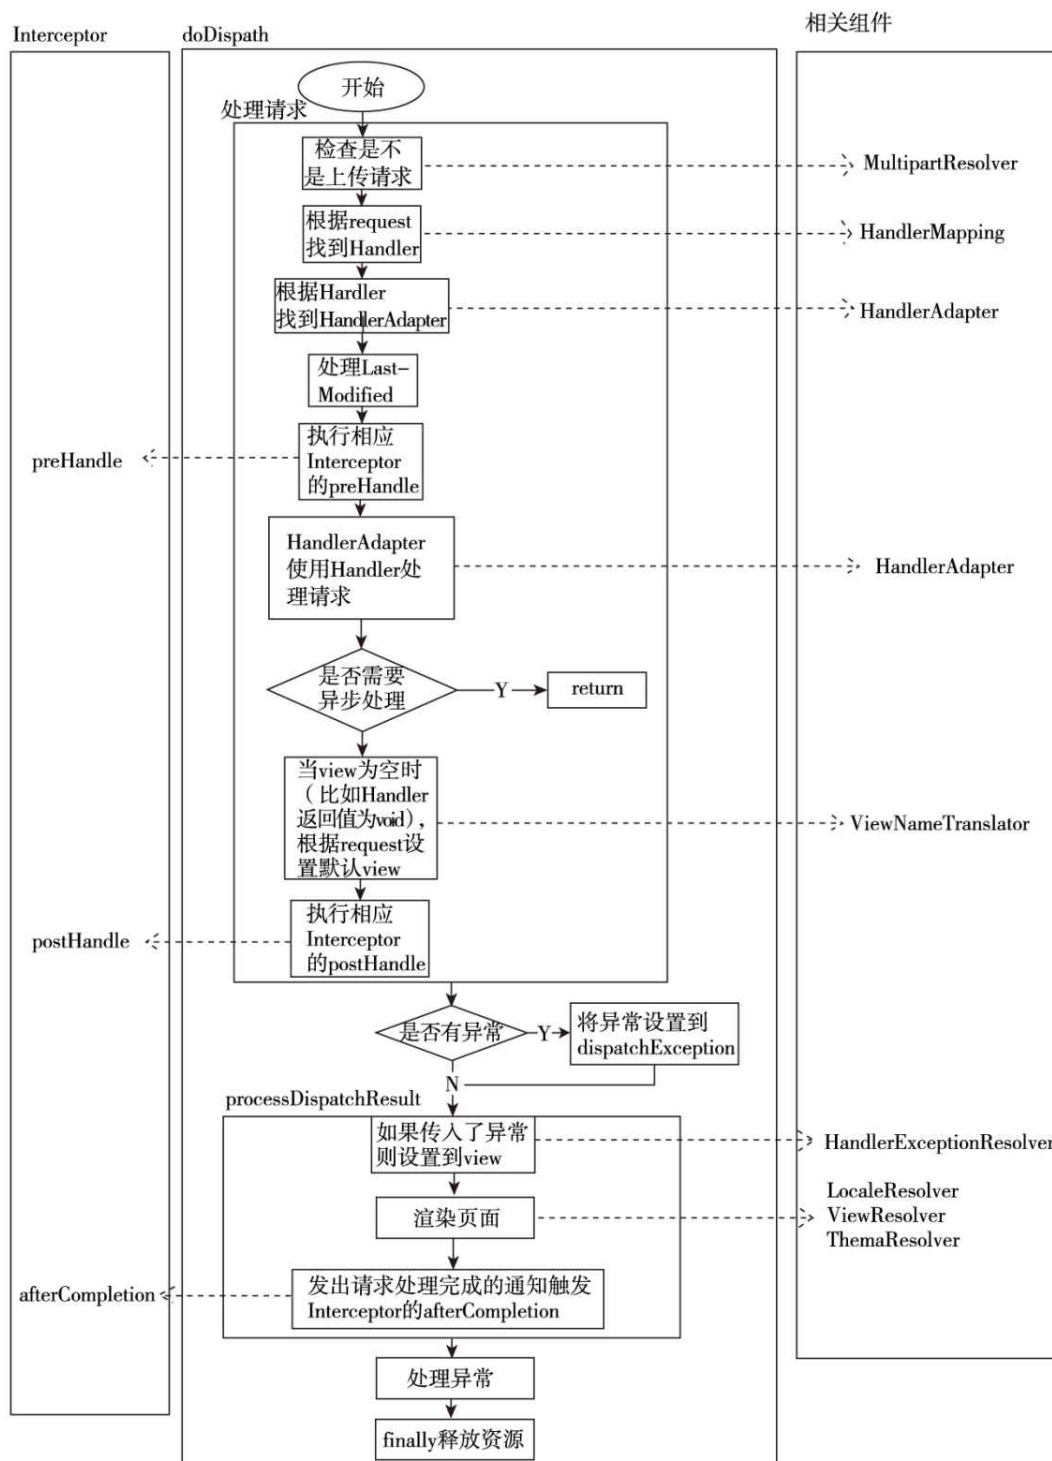 Interceptor
doDispath
相关组件
开始
处理请求
检查是不
是上传请求
MultipartResolver
根据request
找到Handler
HandlerMapping
根据Hardler
找到HandlerAdapter
HandlerAdapter
处理Last-
Modified
执行相应
Interceptor
的preHandle
preHandle
HandlerAdapter
使用Handler处
理请求
HandlerAdapter
是否需要
异步处理
Y
return
当view为空时
（比如Handler
返回值为void），
根据request设
置默认view
ViewNameTranslator
执行相应
Interceptor
的postHandle
postHandle
是否有异常
Y
将异常设置到
dispatchException
N
processDispatchResult
如果传入了异常
则设置到view
HandlerExceptionResolver
渲染页面
LocaleResolver
ViewResolver
ThemaResolver
发出请求处理完成的通知触发
Interceptor的afterCompletion
afterCompletion
处理异常
finally释放资源